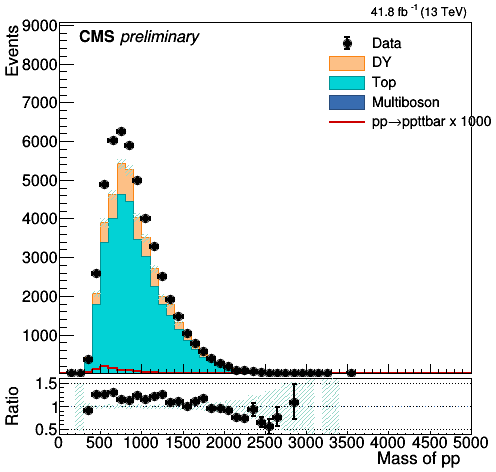 41.8 fb⁻¹ (13 TeV)
CMS preliminary
Events
9000
8000
7000
6000
5000
4000
3000
2000
1000
Data
DY
Top
Multiboson
pp→ppttbar x 1000
Ratio
1.5
1
0.5
0 500 1000 1500 2000 2500 3000 3500 4000 4500 5000
Mass of pp